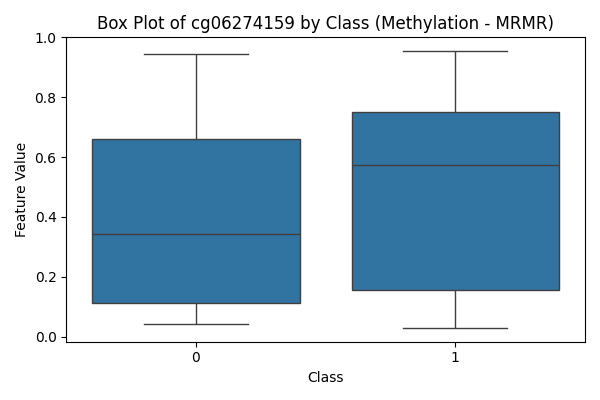 Box Plot of cg06274159 by Class (Methylation - MRMR)
1.0
0.8
0.6
0.4
0.2
0.0
Feature Value
0 1
Class